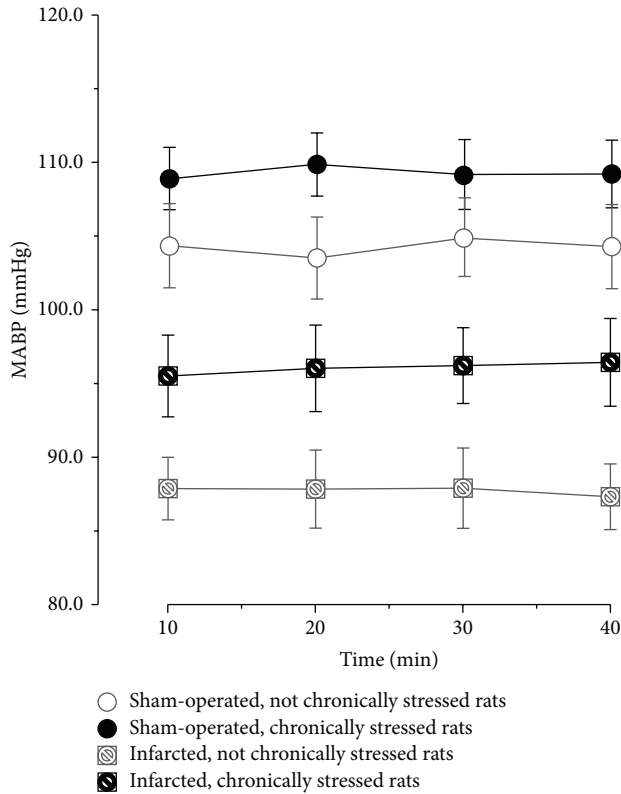 120.0
110.0
100.0
90.0
80.0
MABP (mmHg)
10 20 30 40
Time (min)
Sham-operated, not chronically stressed rats
Sham-operated, chronically stressed rats
Infarcted, not chronically stressed rats
Infarcted, chronically stressed rats